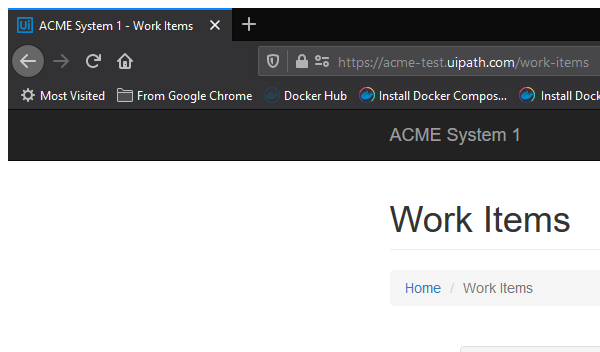 Ui ACME System 1 - Work Items
https://acme-test.uipath.com/work-items
Most Visited From Google Chrome Docker Hub Install Docker Compos... Install Dock
ACME System 1
Work Items
Home / Work Items